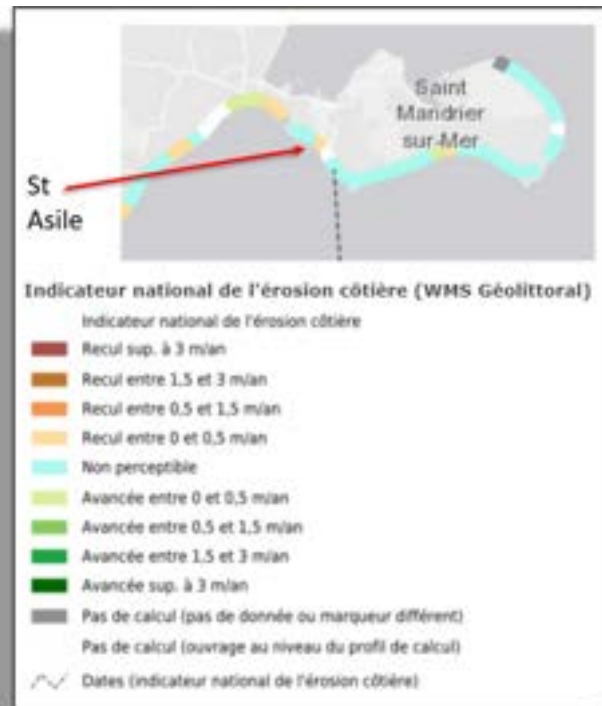 Saint
Mandrier
sur-Mer
St
Asile
Indicateur national de l'érosion côtière (WMS Géolittoral)
Indicateur national de l'érosion côtière
Recul sup. à 3 m/an
Recul entre 1,5 et 3 m/an
Recul entre 0,5 et 1,5 m/an
Recul entre 0 et 0,5 m/an
Non perceptible
Avancée entre 0 et 0,5 m/an
Avancée entre 0,5 et 1,5 m/an
Avancée entre 1,5 et 3 m/an
Avancée sup. à 3 m/an
Pas de calcul (pas de donnée ou marqueur différent)
Pas de calcul (ouvrage au niveau du profil de calcul)
Dates (indicateur national de l'érosion côtière)